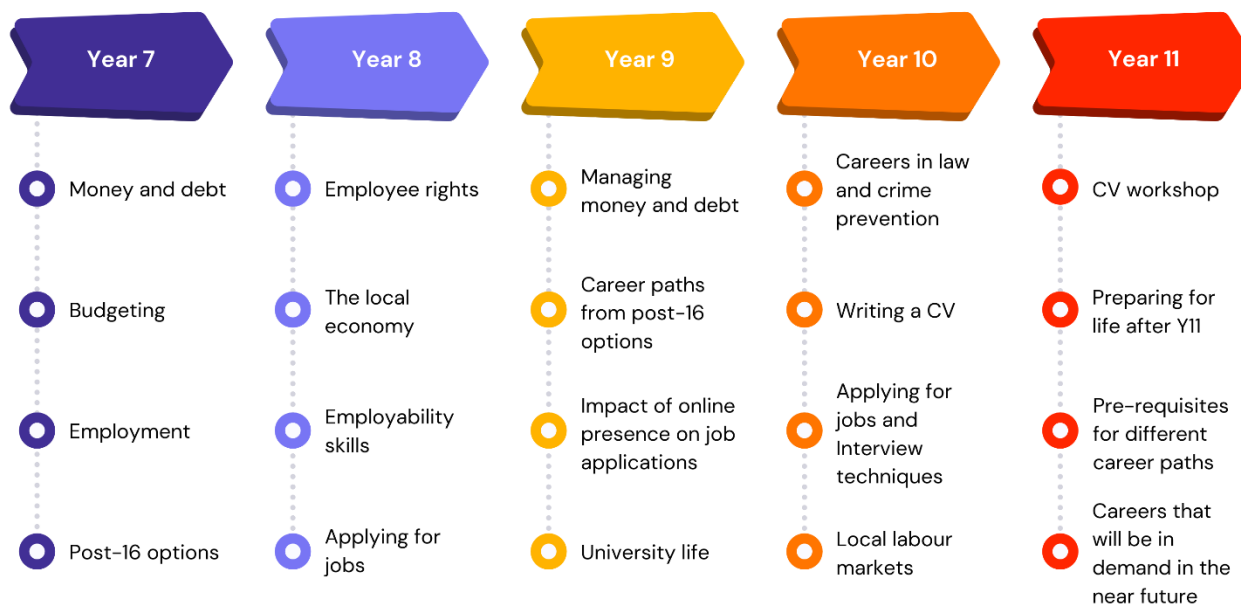 Year 7
Money and debt
Budgeting
Employment
Post-16 options
Year 8
Employee rights
The local
economy
Employability
skills
Applying for
jobs
Year 9
Managing
money and debt
Career paths
from post-16
options
Impact of online
presence on job
applications
University life
Year 10
Careers in law
and crime
prevention
Writing a CV
Applying for
jobs and
Interview
techniques
Local labour
markets
Year 11
CV workshop
Preparing for
life after Y11
Pre-requisites
for different
career paths
Careers that
will be in
demand in the
near future